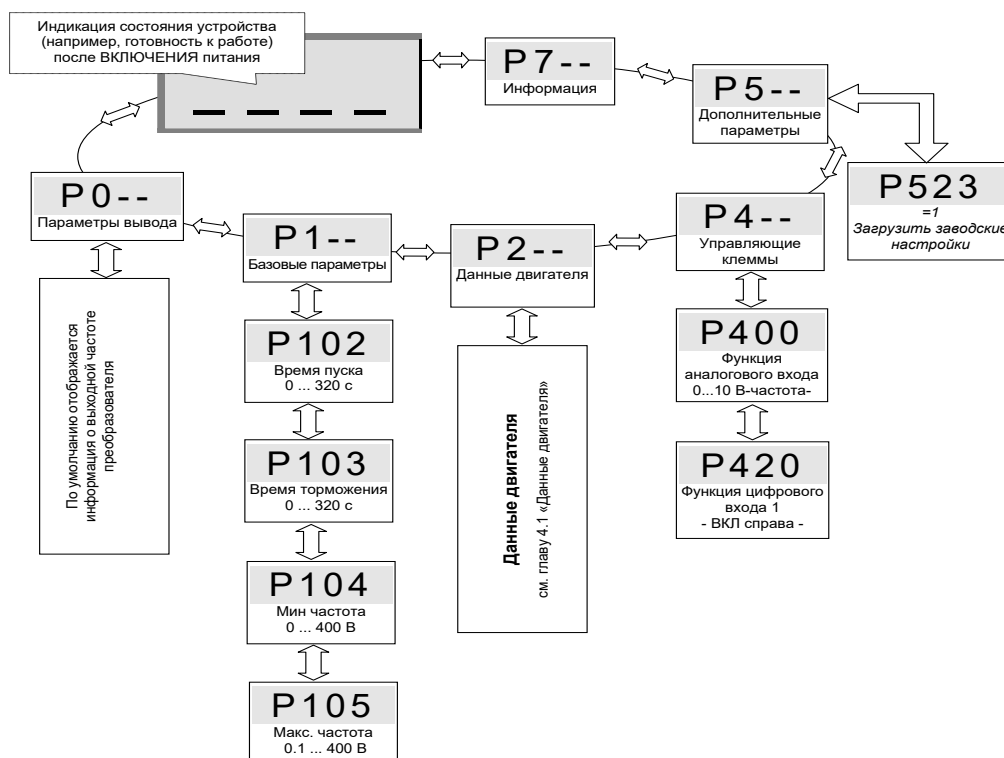 Индикация состояния устройства
(например, готовность к работе)
после ВКЛЮЧЕНИЯ питания
_ _ _ _
P7--
Информация
P5--
Дополнительные
параметры
P523
=1
Загрузить заводские
настройки
P0--
Параметры вывода
P1--
Базовые параметры
P2--
Данные двигателя
P4--
Управляющие
клеммы
По умолчанию отображается
информация о выходной частоте
преобразователя
P102
Время пуска
0 ... 320 с
P103
Время торможения
0 ... 320 с
P104
Мин частота
0 ... 400 В
P105
Макс. частота
0.1 ... 400 В
Данные двигателя
см. главу 4.1 «Данные двигателя»
P400
Функция
аналогового входа
0...10 В-частота-
P420
Функция цифрового
входа 1
- ВКЛ справа -